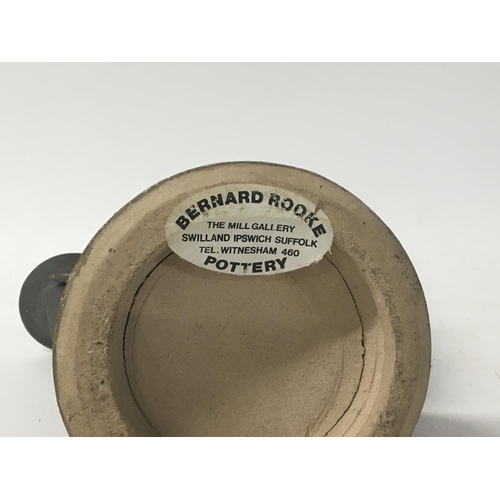 BERNARD ROOKE
THE MILL GALLERY
SWILLAND IPSWICH SUFFOLK
TEL. WITNESHAM 460
POTTERY